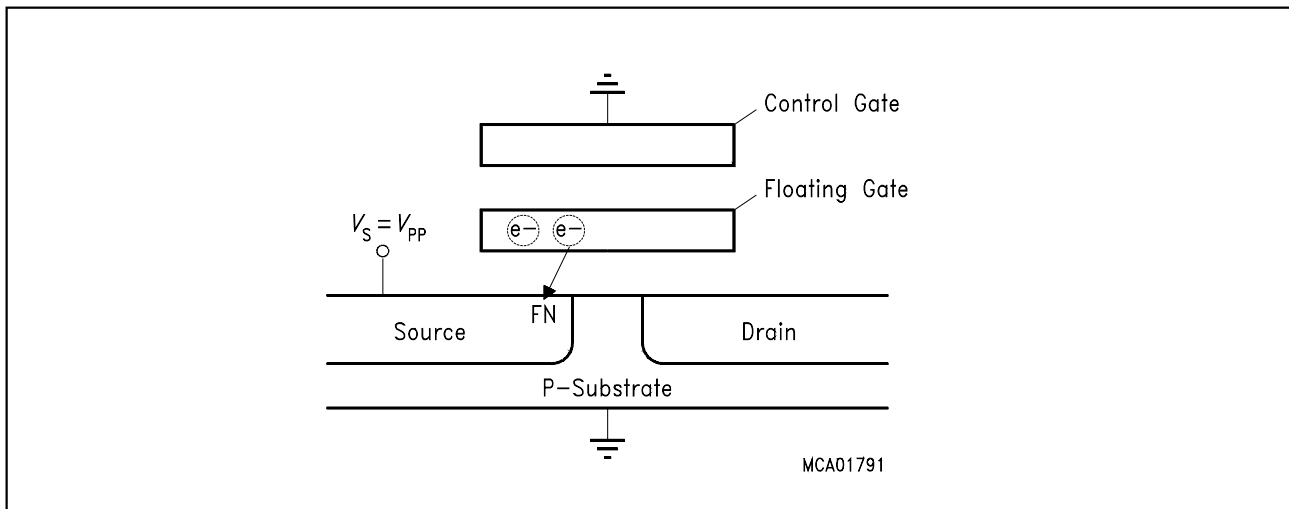 Control Gate
Floating Gate
e− e−
V_S = V_PP
FN
Source
Drain
P−Substrate
MCA01791